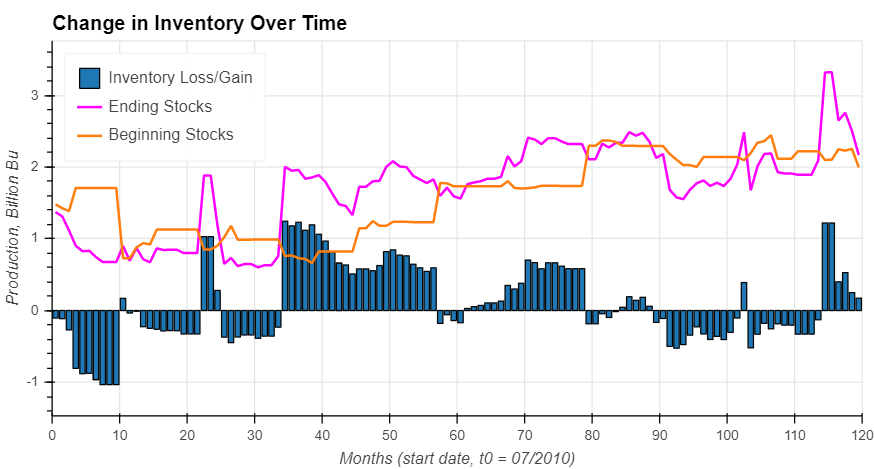 Change in Inventory Over Time
Inventory Loss/Gain
Ending Stocks
Beginning Stocks
Production, Billion Bu
3
2
1
0
-1
0 10 20 30 40 50 60 70 80 90 100 110 120
Months (start date, t0 = 07/2010)